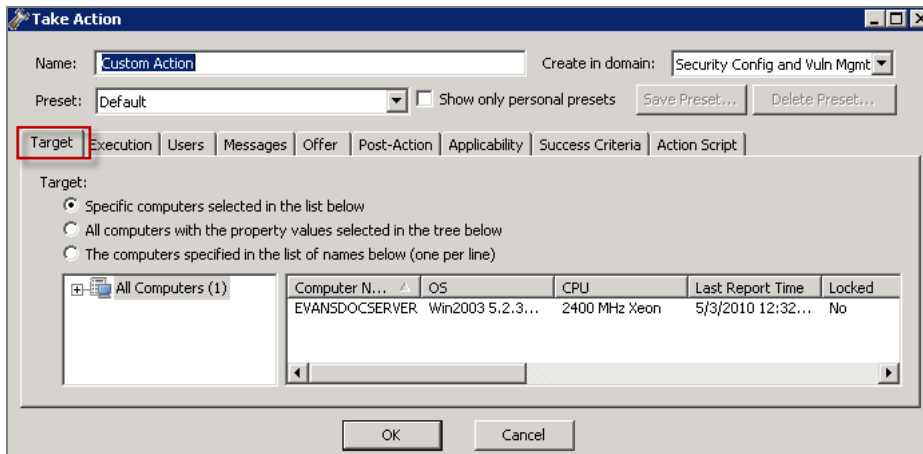 Take Action
Name: Custom Action Create in domain: Security Config and Vuln Mgmt
Preset: Default Show only personal presets Save Preset... Delete Preset...
Target Execution Users Messages Offer Post-Action Applicability Success Criteria Action Script
Target:
Specific computers selected in the list below
All computers with the property values selected in the tree below
The computers specified in the list of names below (one per line)
All Computers (1) Computer N... OS CPU Last Report Time Locked
EVANSDOCSERVER Win2003 5.2.3... 2400 MHz Xeon 5/3/2010 12:32... No
OK Cancel